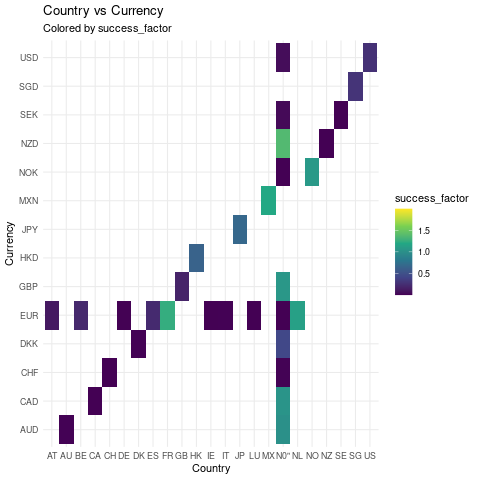 Country vs Currency
Colored by success_factor
USD
SGD
SEK
NZD
NOK
MXN
JPY
HKD
GBP
EUR
DKK
CHF
CAD
AUD
Currency
AT AU BE CA CH DE DK ES FR GB HK IE IT JP LU MX N0" NL NO NZ SE SG US
Country
success_factor
1.5
1.0
0.5